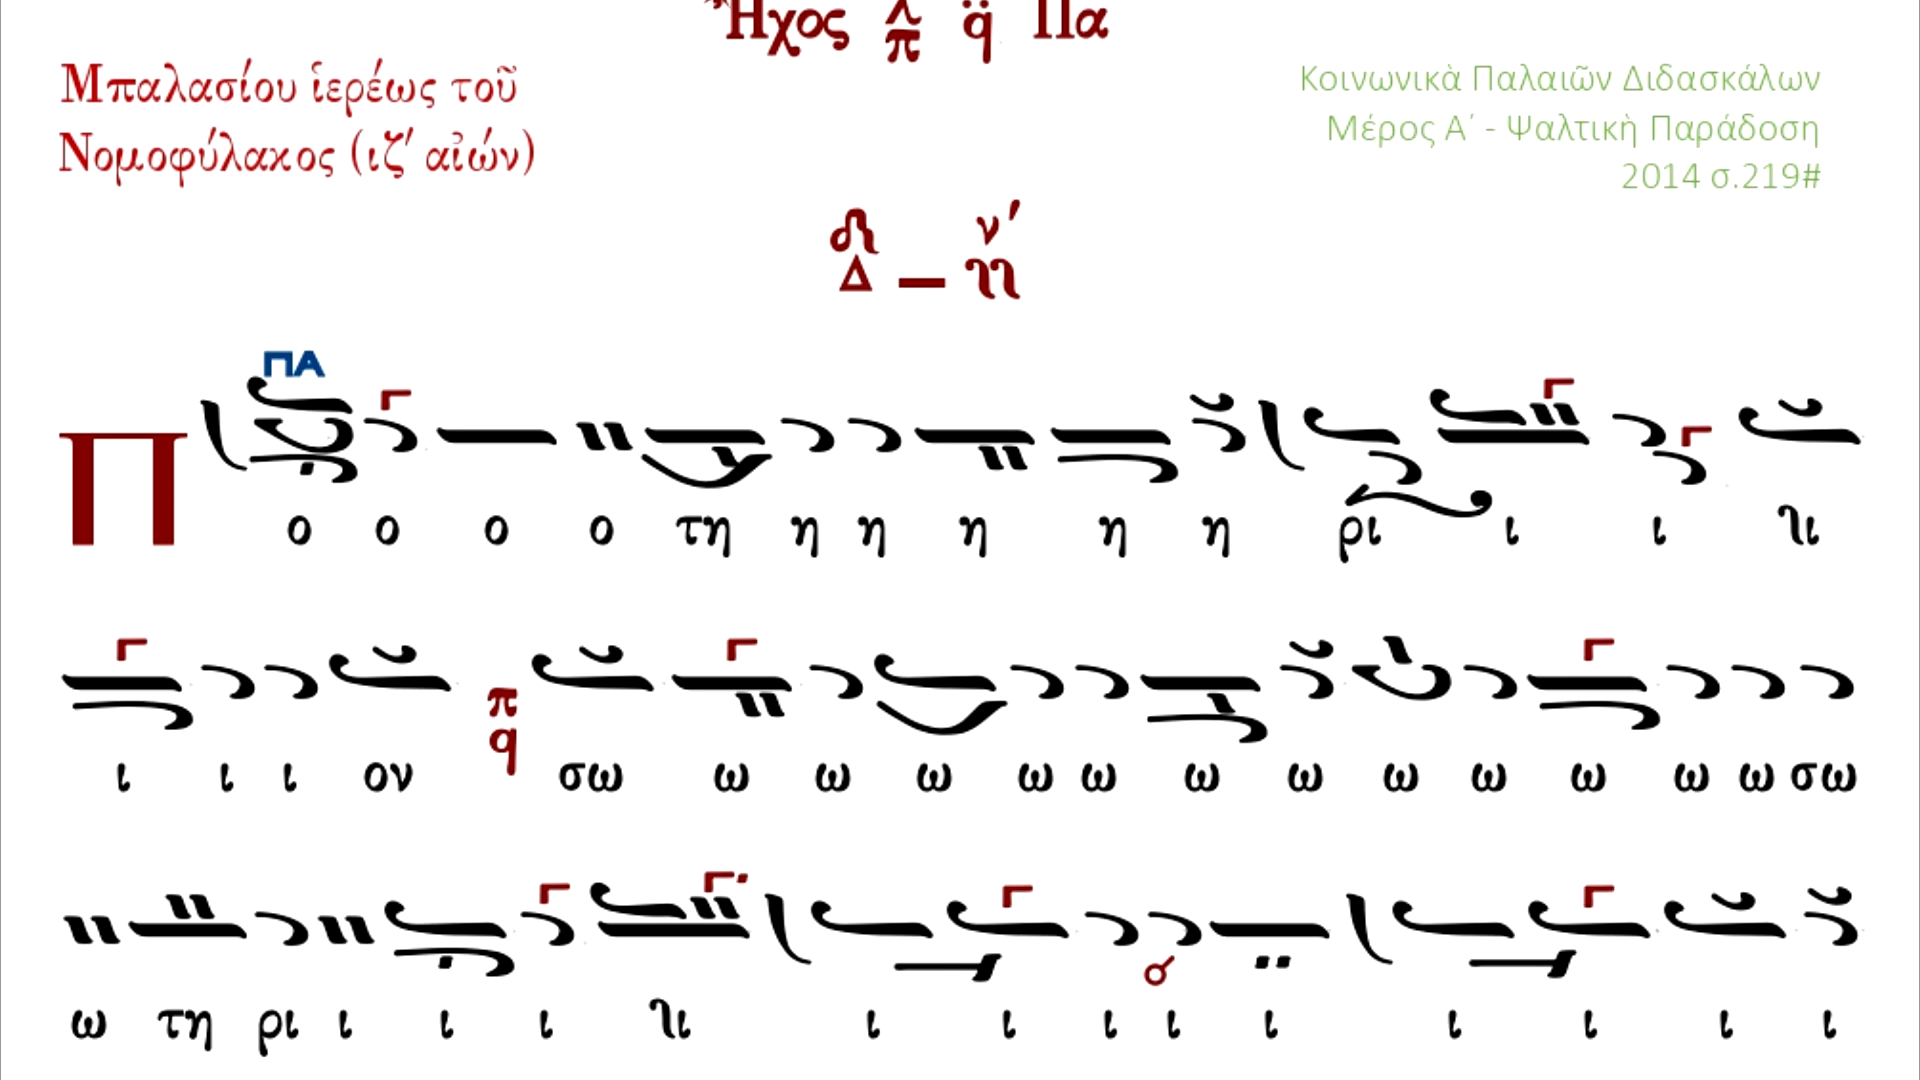 Ἦχος λ π q̈ Πα
Μπαλασίου ἱερέως τοῦ
Νομοφύλακος (ιζ΄ αἰών)
Κοινωνικὰ Παλαιῶν Διδασκάλων
Μέρος Α΄ - Ψαλτικὴ Παράδοση
2014 σ.219#
ν΄
Δ
ΠΑ
Π ο ο ο ο τη η η η η η ρι ι ι ι
ι ι ι ον π q σω ω ω ω ω ω ω ω ω ω ω ω ω σω
ω τη ρι ι ι ι ι ι ι ι ι ι ι ι ι ι